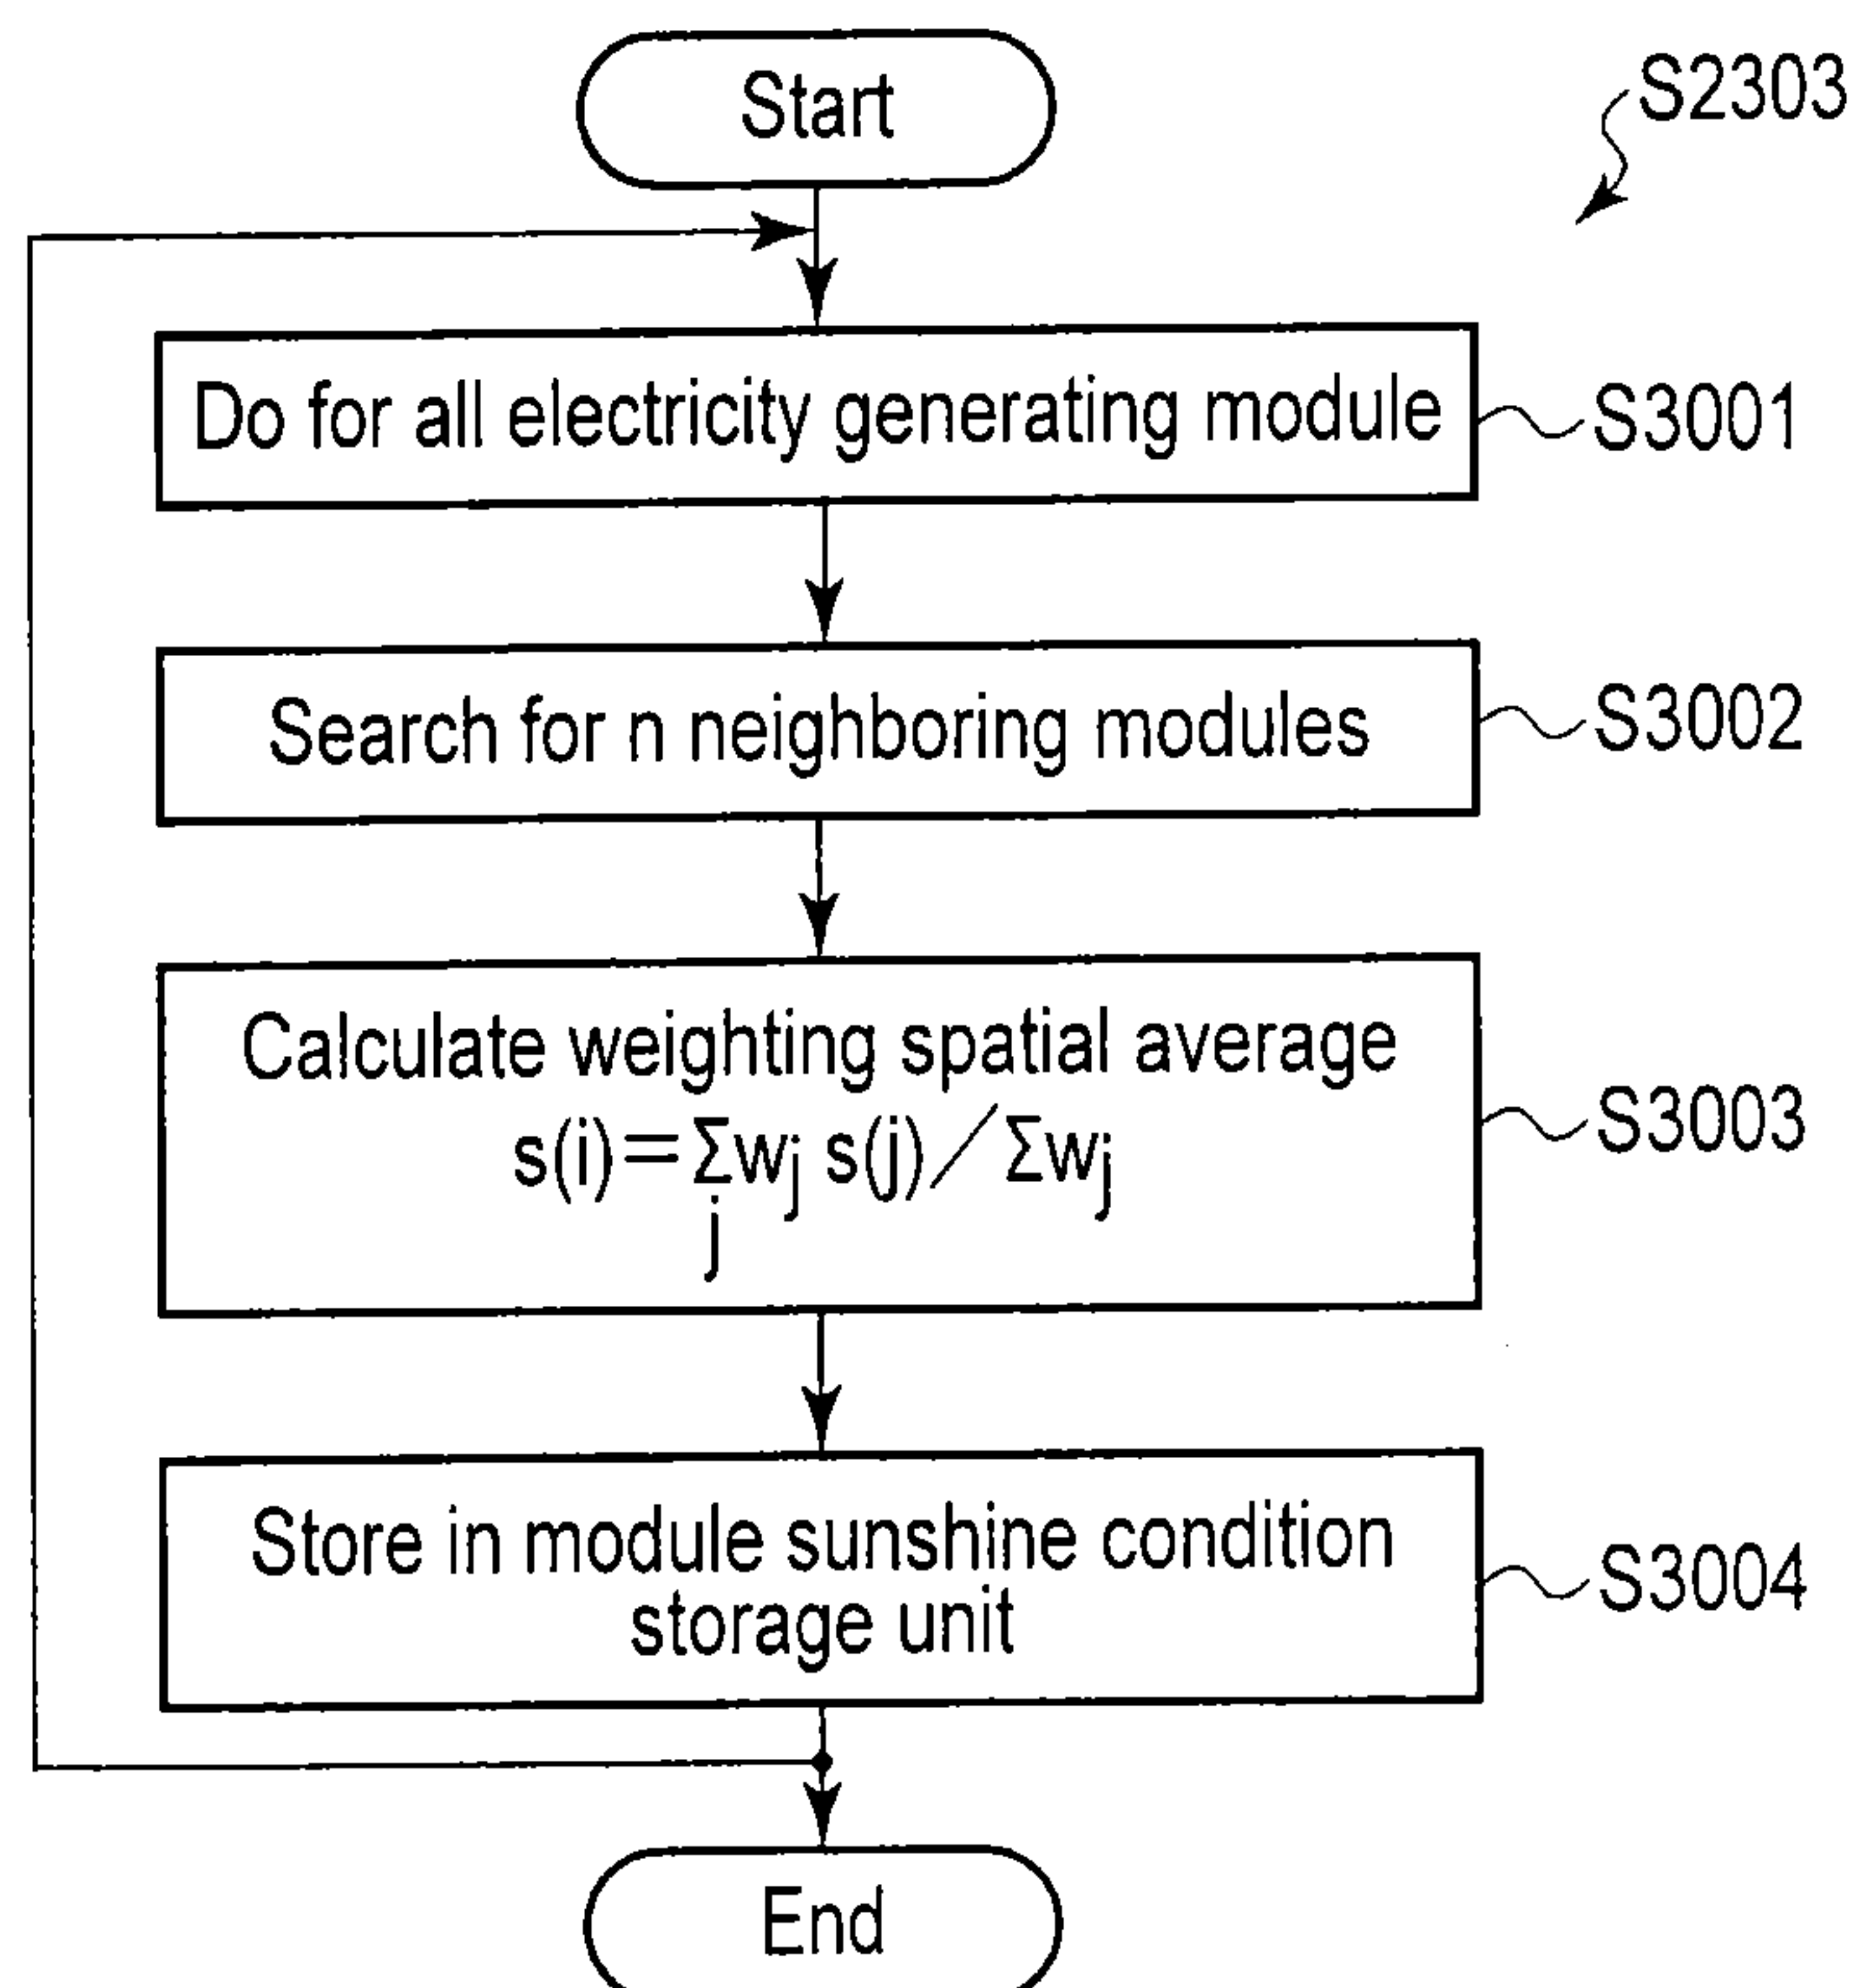 Start
S2303
Do for all electricity generating module
S3001
Search for n neighboring modules
S3002
Calculate weighting spatial average
s(i)=Σwj s(j)/Σwj
j
S3003
Store in module sunshine condition
storage unit
S3004
End